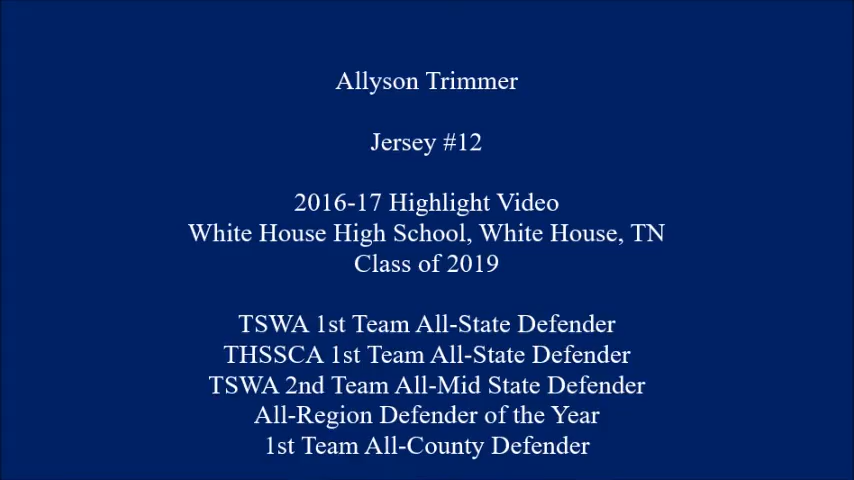 Allyson Trimmer
Jersey #12
2016-17 Highlight Video
White House High School, White House, TN
Class of 2019
TSWA 1st Team All-State Defender
THSSCA 1st Team All-State Defender
TSWA 2nd Team All-Mid State Defender
All-Region Defender of the Year
1st Team All-County Defender